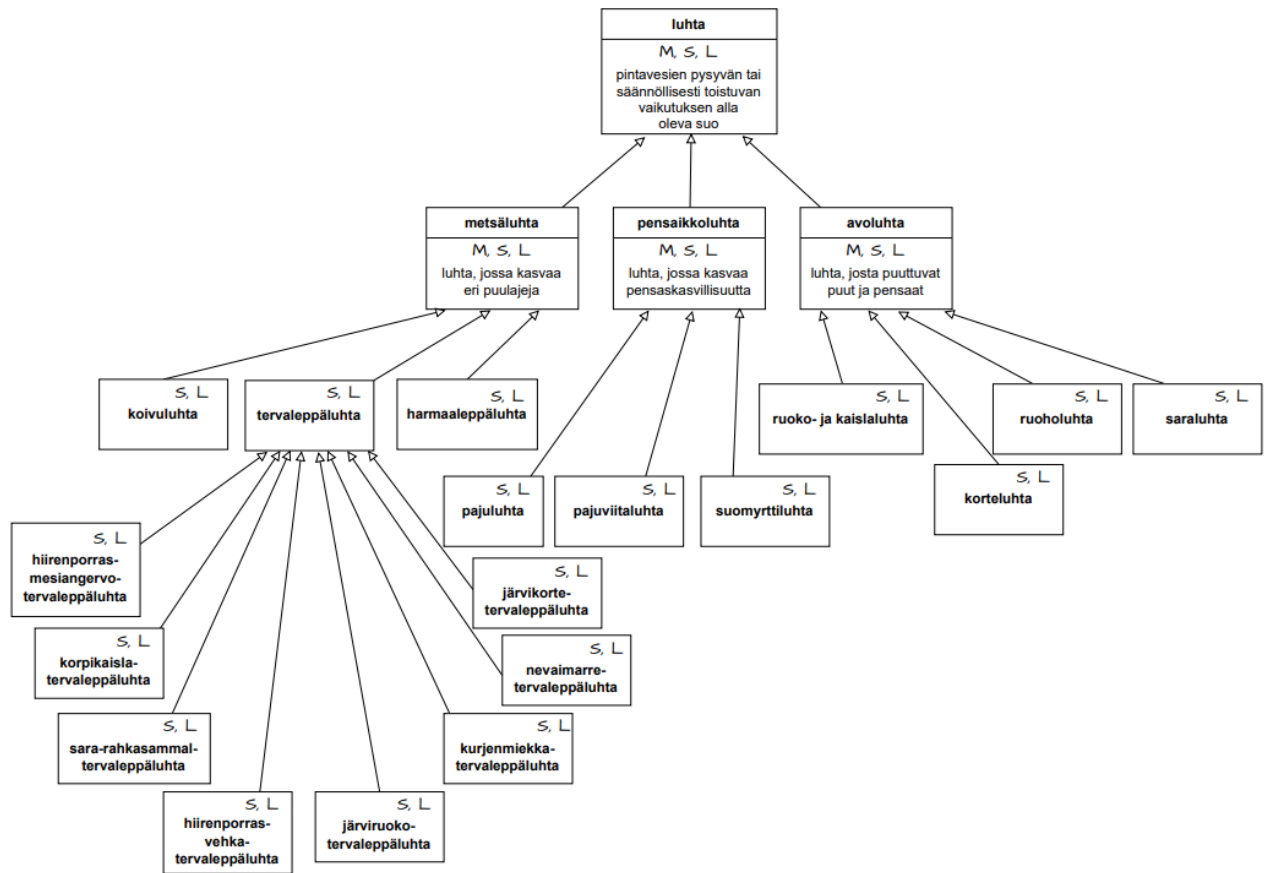 luhta
M, S, L
pintavesien pysyvän tai
säännöllisesti toistuvan
vaikutuksen alla
oleva suo
metsäluhta
M, S, L
luhta, jossa kasvaa
eri puulajeja
pensaikkoluhta
M, S, L
luhta, jossa kasvaa
pensaskasvillisuutta
avoluhta
M, S, L
luhta, josta puuttuvat
puut ja pensaat
S, L
koivuluhta
S, L
tervaleppäluhta
S, L
harmaaleppäluhta
S, L
ruoko- ja kaislaluhta
S, L
ruoholuhta
S, L
saraluhta
S, L
pajuluhta
S, L
pajuviitaluhta
S, L
suomyrttiluhta
S, L
korteluhta
S, L
hiirenporras-
mesiangervo-
tervaleppäluhta
S, L
järvikorte-
tervaleppäluhta
S, L
korpikaisla-
tervaleppäluhta
S, L
nevaimarre-
tervaleppäluhta
S, L
sara-rahkasammal-
tervaleppäluhta
S, L
kurjenmiekka-
tervaleppäluhta
S, L
hiirenporras-
vehka-
tervaleppäluhta
S, L
järviruoko-
tervaleppäluhta